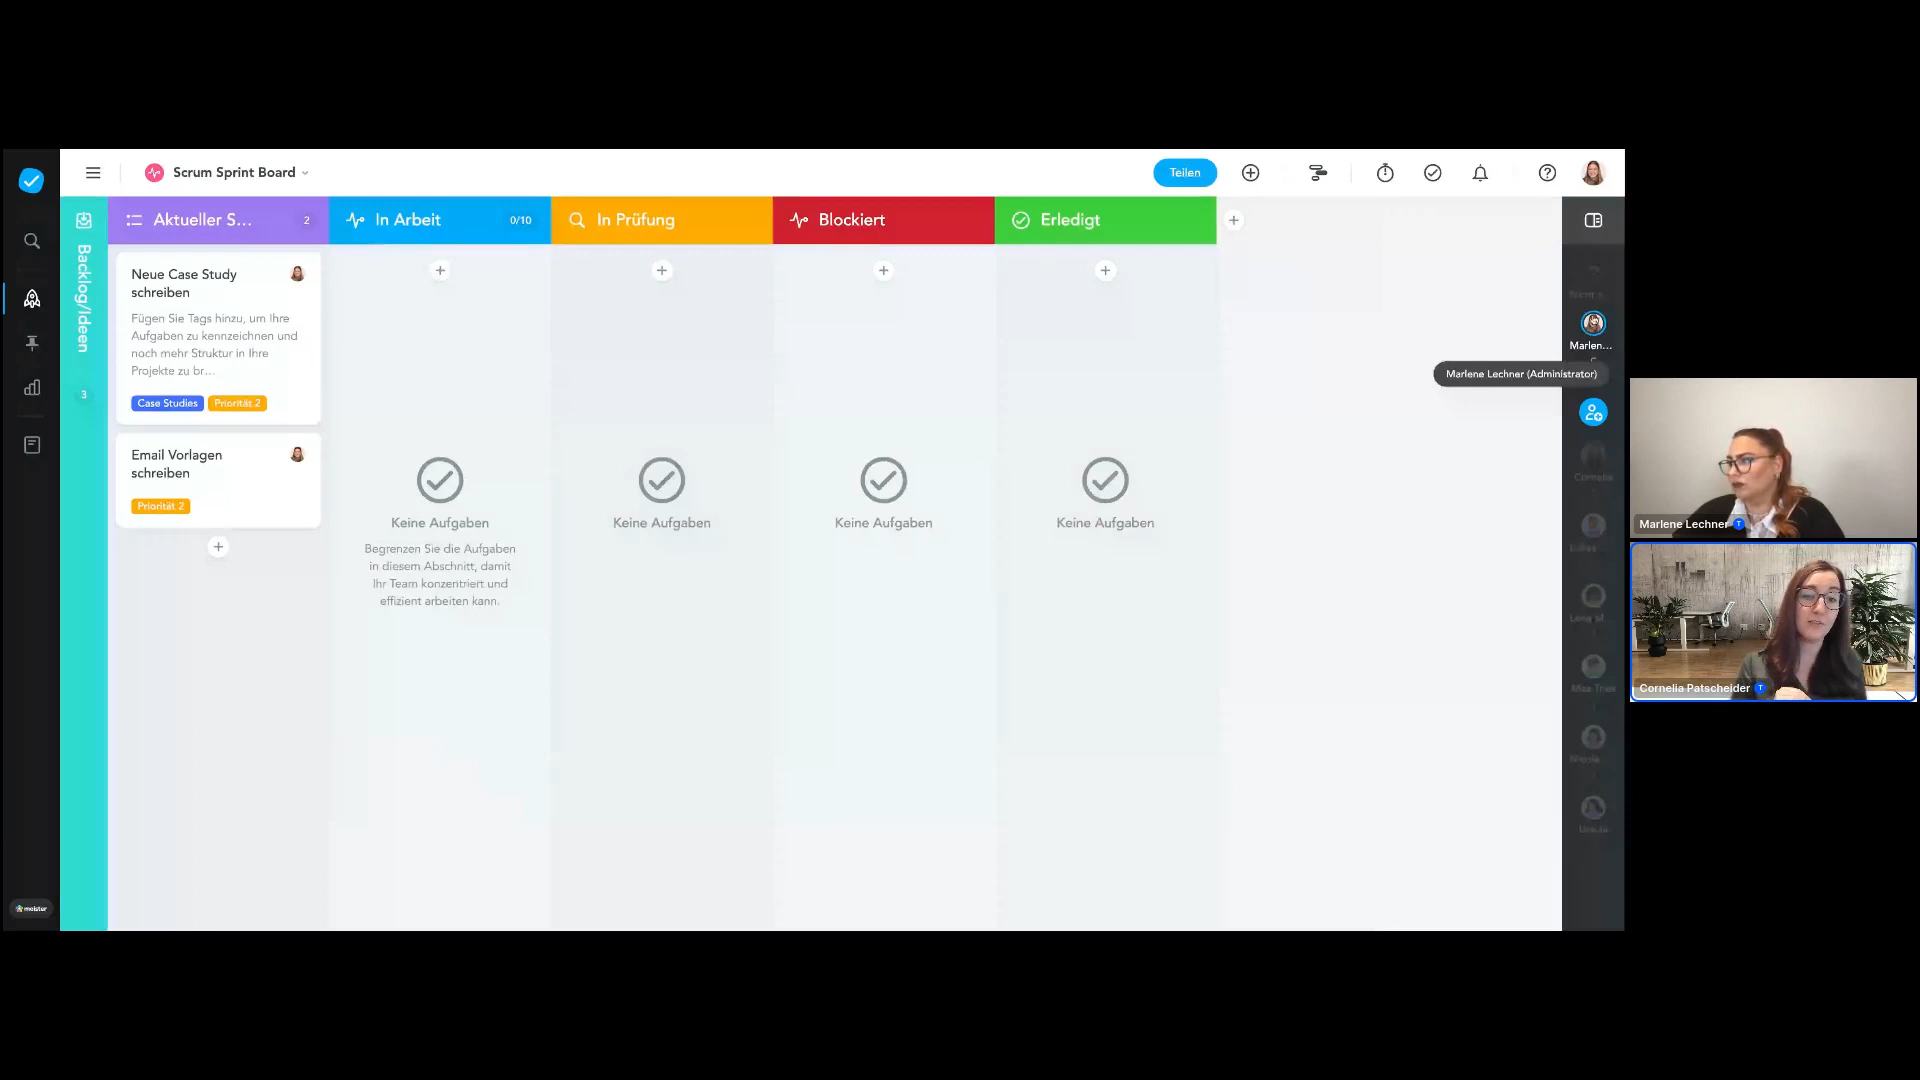 Scrum Sprint Board
Teilen
Backlog/Ideen
3
Aktueller S...
2
In Arbeit
0/10
In Prüfung
Blockiert
Erledigt
Neue Case Study
schreiben
Fügen Sie Tags hinzu, um Ihre
Aufgaben zu kennzeichnen und
noch mehr Struktur in Ihre
Projekte zu br...
Case Studies
Priorität 2
Email Vorlagen
schreiben
Priorität 2
Keine Aufgaben
Begrenzen Sie die Aufgaben
in diesem Abschnitt, damit
Ihr Team konzentriert und
effizient arbeiten kann.
Keine Aufgaben
Keine Aufgaben
Keine Aufgaben
Marlen...
Marlene Lechner (Administrator)
Cornelia
Ursula
meister
Marlene Lechner
T
Cornelia Patscheider
T